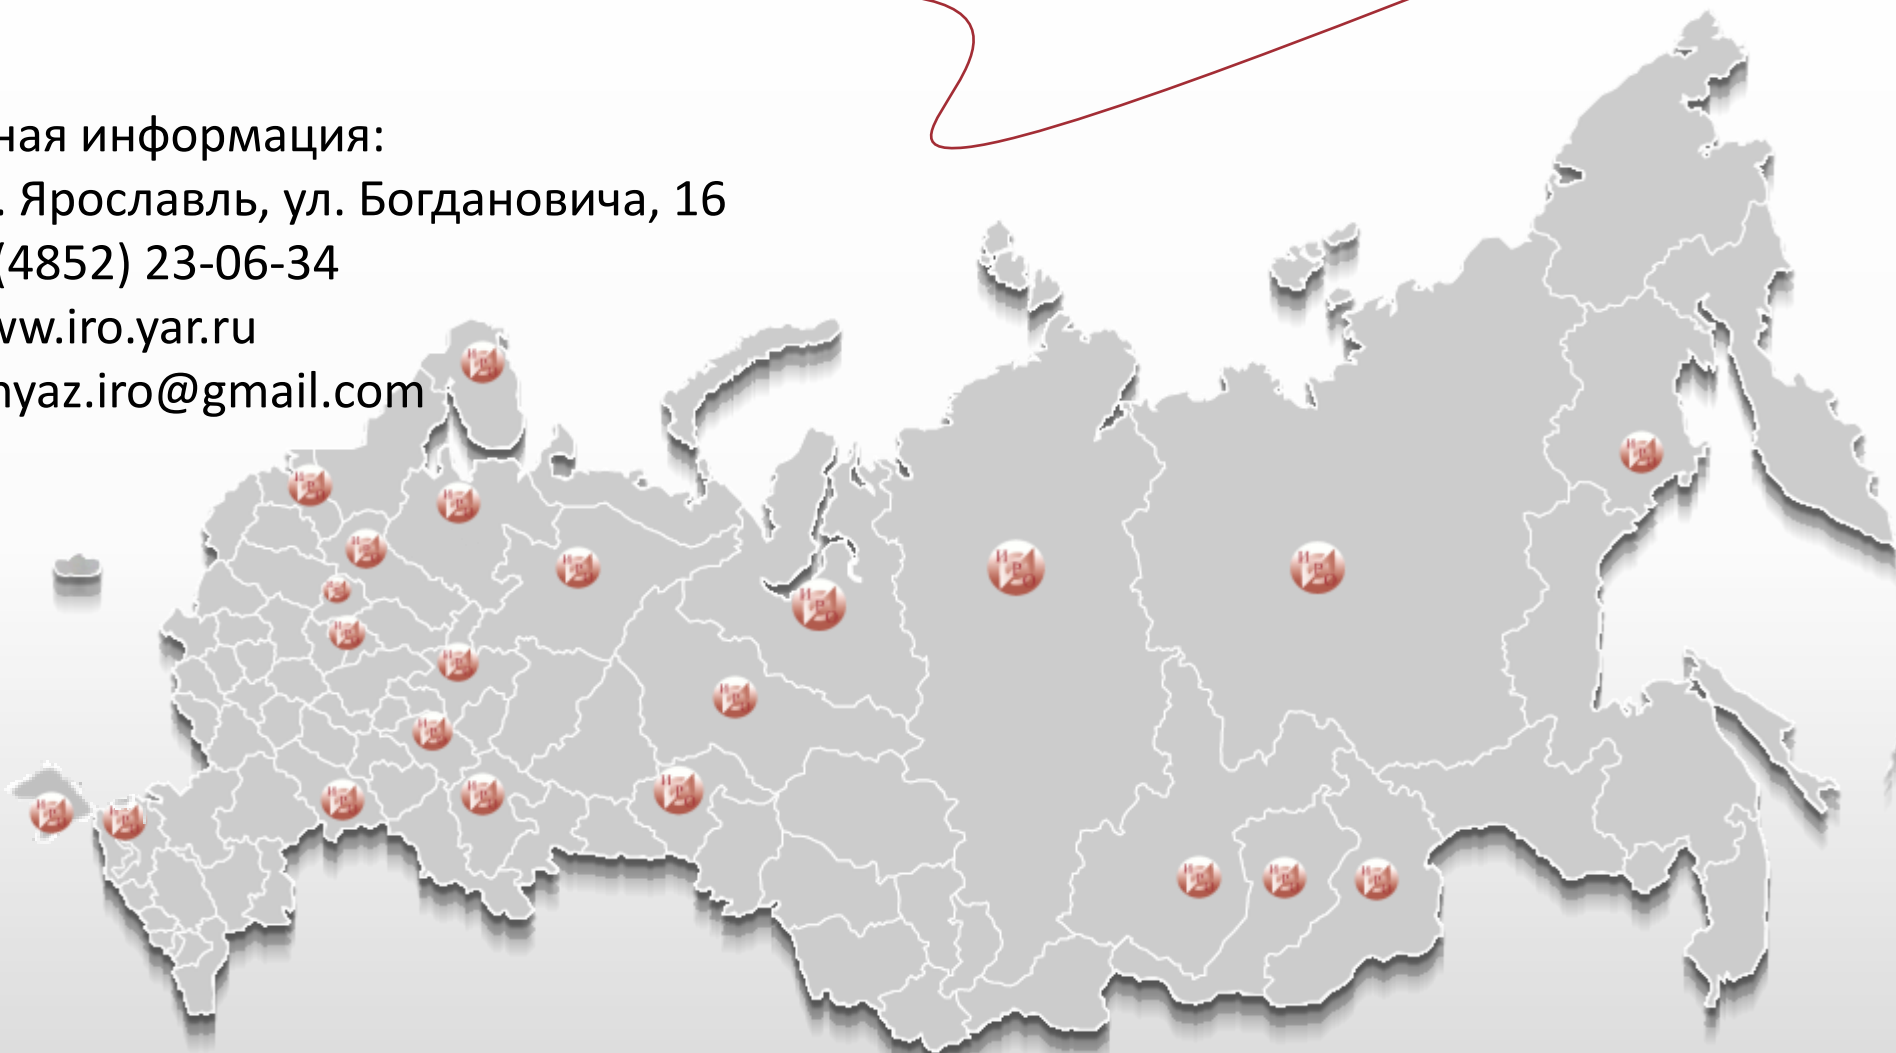 ная информация:
. Ярославль, ул. Богдановича, 16
(4852) 23-06-34
ww.iro.yar.ru
nyaz.iro@gmail.com